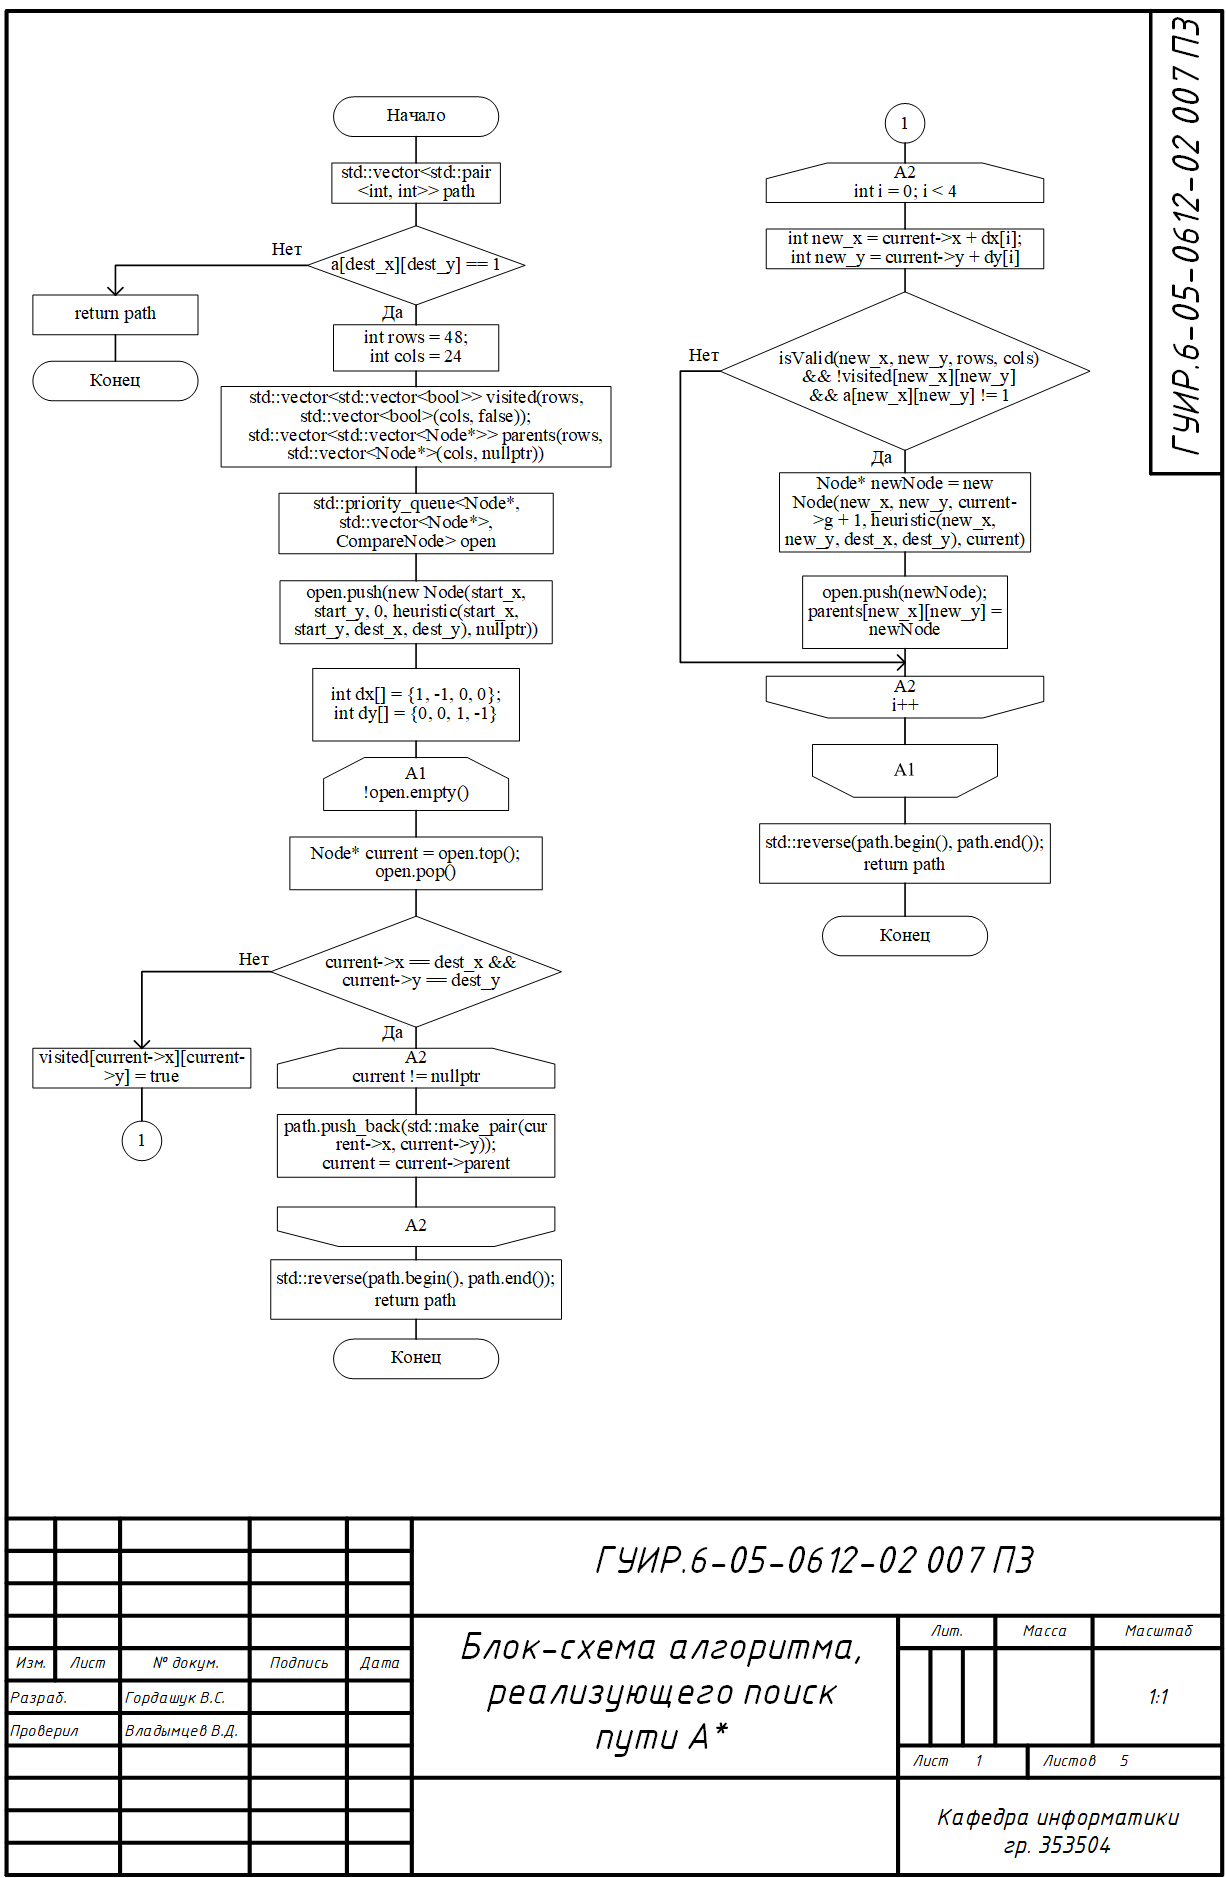 ГУИР.6-05-0612-02 007 ПЗ
Начало
std::vector<std::pair
<int, int>> path
Нет
a[dest_x][dest_y] == 1
return path
Конец
Да
int rows = 48;
int cols = 24
std::vector<std::vector<bool>> visited(rows,
std::vector<bool>(cols, false));
std::vector<std::vector<Node*>> parents(rows,
std::vector<Node*>(cols, nullptr))
std::priority_queue<Node*,
std::vector<Node*>,
CompareNode> open
open.push(new Node(start_x,
start_y, 0, heuristic(start_x,
start_y, dest_x, dest_y), nullptr))
int dx[] = {1, -1, 0, 0};
int dy[] = {0, 0, 1, -1}
A1
!open.empty()
Node* current = open.top();
open.pop()
Нет
current->x == dest_x &&
current->y == dest_y
Да
visited[current->x][current-
>y] = true
1
A2
current != nullptr
path.push_back(std::make_pair(cur
rent->x, current->y));
current = current->parent
A2
std::reverse(path.begin(), path.end());
return path
Конец
1
A2
int i = 0; i < 4
int new_x = current->x + dx[i];
int new_y = current->y + dy[i]
Нет
isValid(new_x, new_y, rows, cols)
&& !visited[new_x][new_y]
&& a[new_x][new_y] != 1
Да
Node* newNode = new
Node(new_x, new_y, current-
>g + 1, heuristic(new_x,
new_y, dest_x, dest_y), current)
open.push(newNode);
parents[new_x][new_y] =
newNode
A2
i++
A1
std::reverse(path.begin(), path.end());
return path
Конец
ГУИР.6-05-0612-02 007 ПЗ
Изм. Лист № докум. Подпись Дата
Разраб. Гордашук В.С.
Проверил Владымцев В.Д.
Блок-схема алгоритма,
реализующего поиск
пути A*
Лит. Масса Масштаб
1:1
Лист 1 Листов 5
Кафедра информатики
гр. 353504